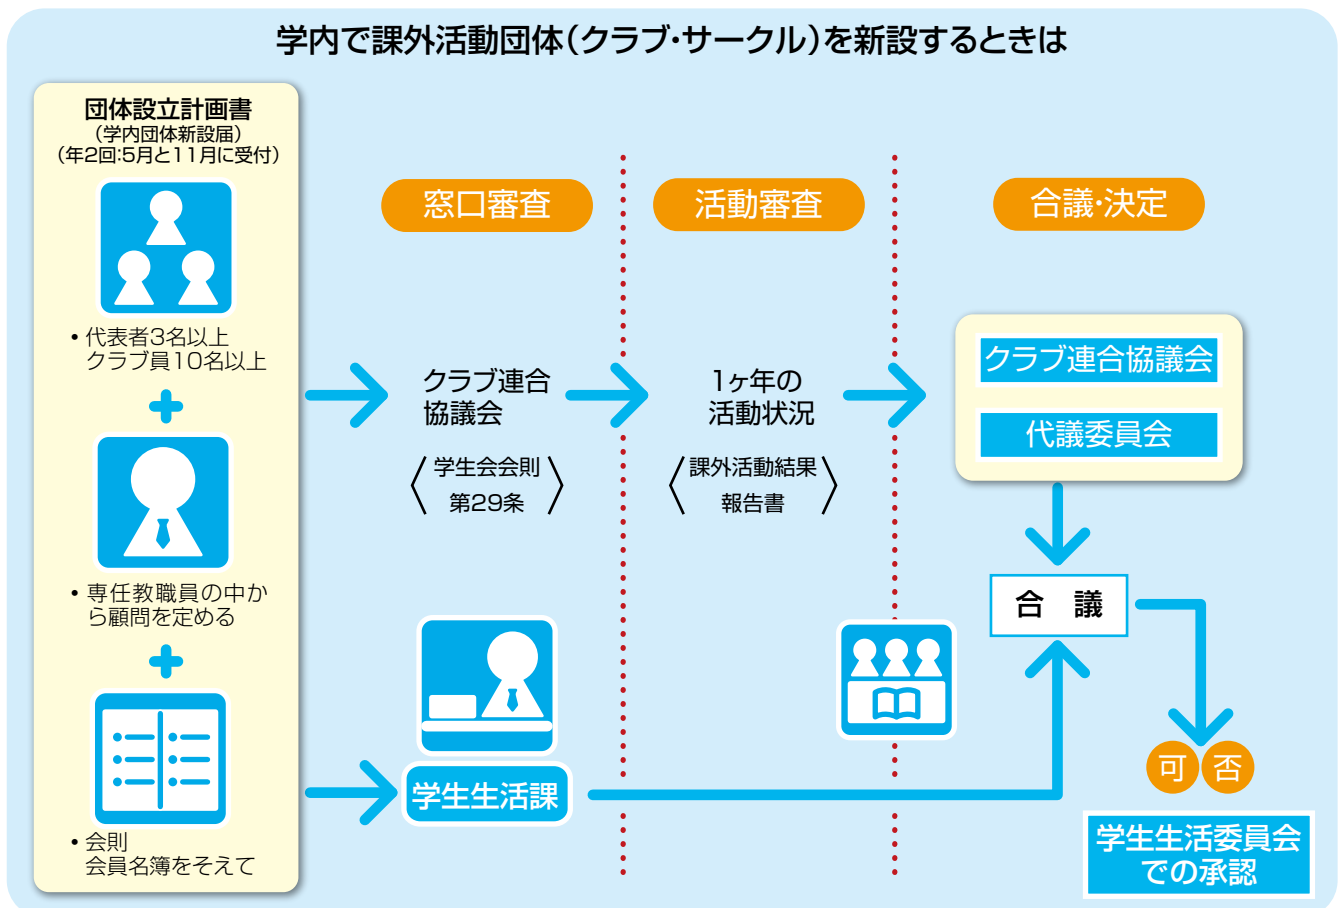 学内で課外活動団体（クラブ・サークル）を新設するときは
団体設立計画書
（学内団体新設届）
（年2回:5月と11月に受付）
• 代表者3名以上
クラブ員10名以上
• 専任教職員の中か
ら顧問を定める
• 会則
会員名簿をそえて
窓口審査
クラブ連合
協議会
〈学生会会則
第29条〉
学生生活課
活動審査
1ヶ年の
活動状況
〈課外活動結果
報告書〉
合議・決定
クラブ連合協議会
代議委員会
合 議
可 否
学生生活委員会
での承認